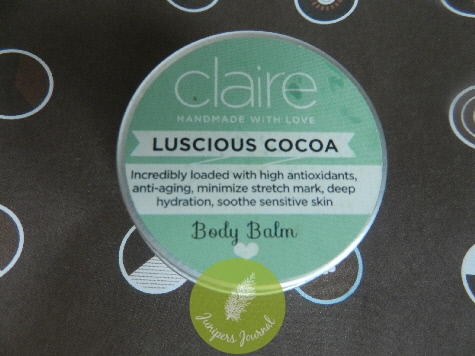 claire
HANDMADE WITH LOVE
LUSCIOUS COCOA
Incredibly loaded with high antioxidants,
anti-aging, minimize stretch mark, deep
hydration, soothe sensitive skin
Body Balm
Junipers Journal